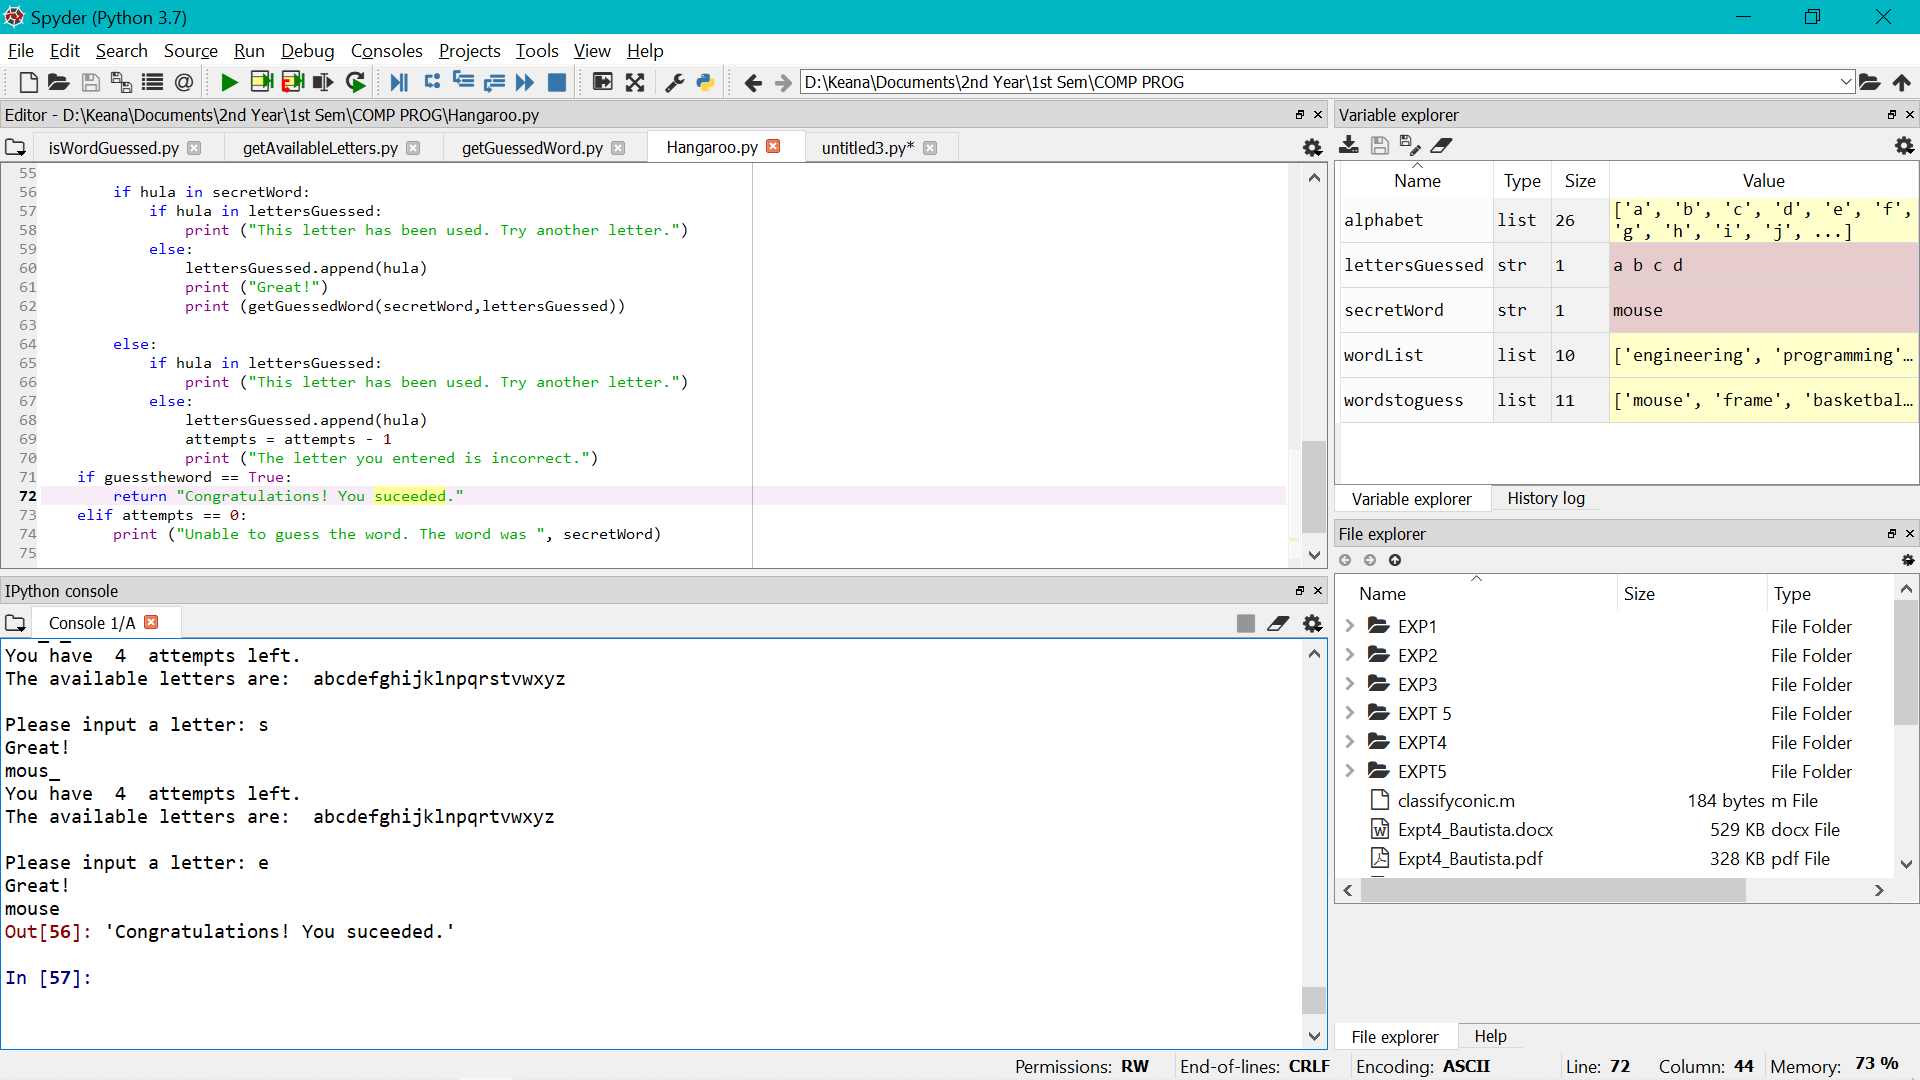 Spyder (Python 3.7)
File Edit Search Source Run Debug Consoles Projects Tools View Help
D:\Keana\Documents\2nd Year\1st Sem\COMP PROG
Editor - D:\Keana\Documents\2nd Year\1st Sem\COMP PROG\Hangaroo.py
isWordGuessed.py getAvailableLetters.py getGuessedWord.py Hangaroo.py untitled3.py*
55
56 if hula in secretWord:
57 if hula in lettersGuessed:
58 print ("This letter has been used. Try another letter.")
59 else:
60 lettersGuessed.append(hula)
61 print ("Great!")
62 print (getGuessedWord(secretWord,lettersGuessed))
63
64 else:
65 if hula in lettersGuessed:
66 print ("This letter has been used. Try another letter.")
67 else:
68 lettersGuessed.append(hula)
69 attempts = attempts - 1
70 print ("The letter you entered is incorrect.")
71 if guesstheword == True:
72 return "Congratulations! You suceeded."
73 elif attempts == 0:
74 print ("Unable to guess the word. The word was ", secretWord)
75
IPython console
Console 1/A
You have  4  attempts left.
The available letters are:  abcdefghijklnpqrstvwxyz
Please input a letter: s
Great!
mous_
You have  4  attempts left.
The available letters are:  abcdefghijklnpqrtvwxyz
Please input a letter: e
Great!
mouse
Out[56]: 'Congratulations! You suceeded.'
In [57]:
Variable explorer
Name Type Size Value
alphabet list 26 ['a', 'b', 'c', 'd', 'e', 'f',
'g', 'h', 'i', 'j', ...]
lettersGuessed str 1 a b c d
secretWord str 1 mouse
wordList list 10 ['engineering', 'programming'...
wordstoguess list 11 ['mouse', 'frame', 'basketbal...
Variable explorer History log
File explorer
Name Size Type
EXP1 File Folder
EXP2 File Folder
EXP3 File Folder
EXPT 5 File Folder
EXPT4 File Folder
EXPT5 File Folder
classifyconic.m 184 bytes m File
Expt4_Bautista.docx 529 KB docx File
Expt4_Bautista.pdf 328 KB pdf File
File explorer Help
Permissions: RW End-of-lines: CRLF Encoding: ASCII Line: 72 Column: 44 Memory: 73 %